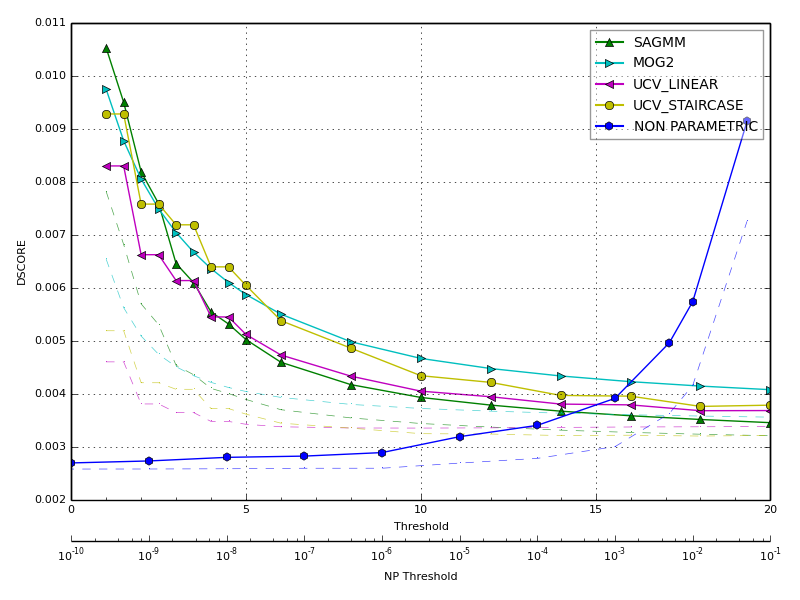 0.011
0.010
0.009
0.008
0.007
0.006
0.005
0.004
0.003
0.002
DSCORE
SAGMM
MOG2
UCV_LINEAR
UCV_STAIRCASE
NON PARAMETRIC
0 5 10 15 20
Threshold
10^-10 10^-9 10^-8 10^-7 10^-6 10^-5 10^-4 10^-3 10^-2 10^-1
NP Threshold